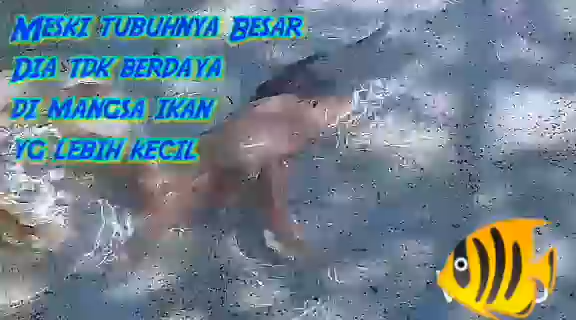 Meski tubuhnya Besar
Dia tdk berdaya
di mangsa ikan
yg lebih kecil